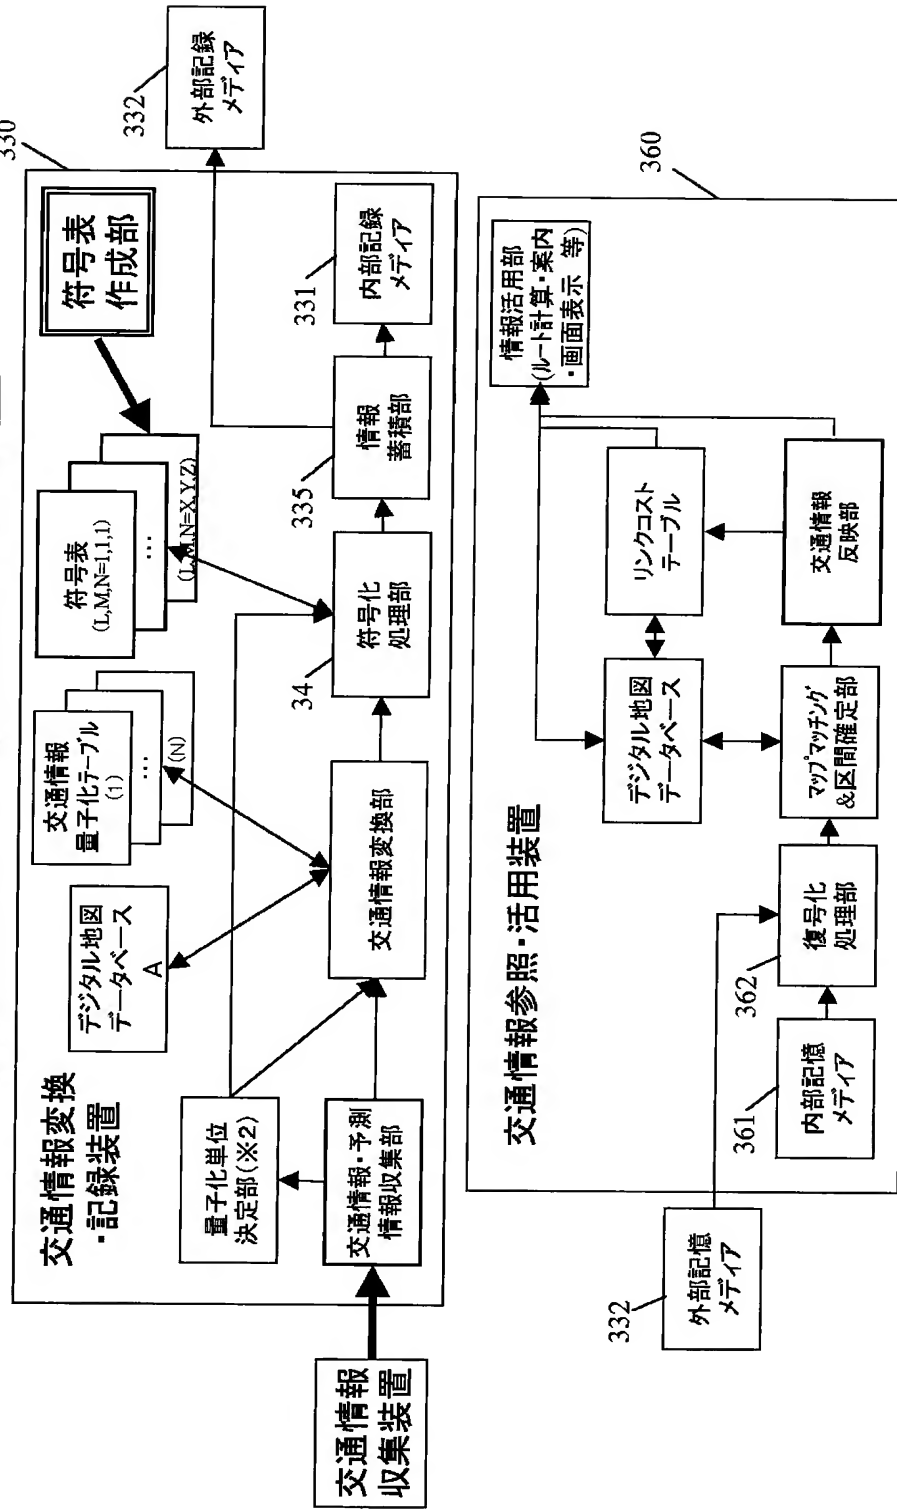 330
332
外部記録
メディア
交通情報変換
・記録装置
符号表
作成部
デジタル地図
データベース
A
交通情報
量子化テーブル
(1)
…
(N)
符号表
(L,M,N=1,1,1)
…
(L,M,N=X,Y,Z)
量子化単位
決定部(※2)
交通情報・予測
情報収集部
交通情報変換部
34
符号化
処理部
335
情報
蓄積部
331
内部記録
メディア
交通情報
収集装置
360
交通情報参照・活用装置
情報活用部
(ルート計算・案内
・画面表示 等)
デジタル地図
データベース
リンクコスト
テーブル
361
内部記憶
メディア
362
復号化
処理部
マップマッチング
&区間確定部
交通情報
反映部
332
外部記憶
メディア